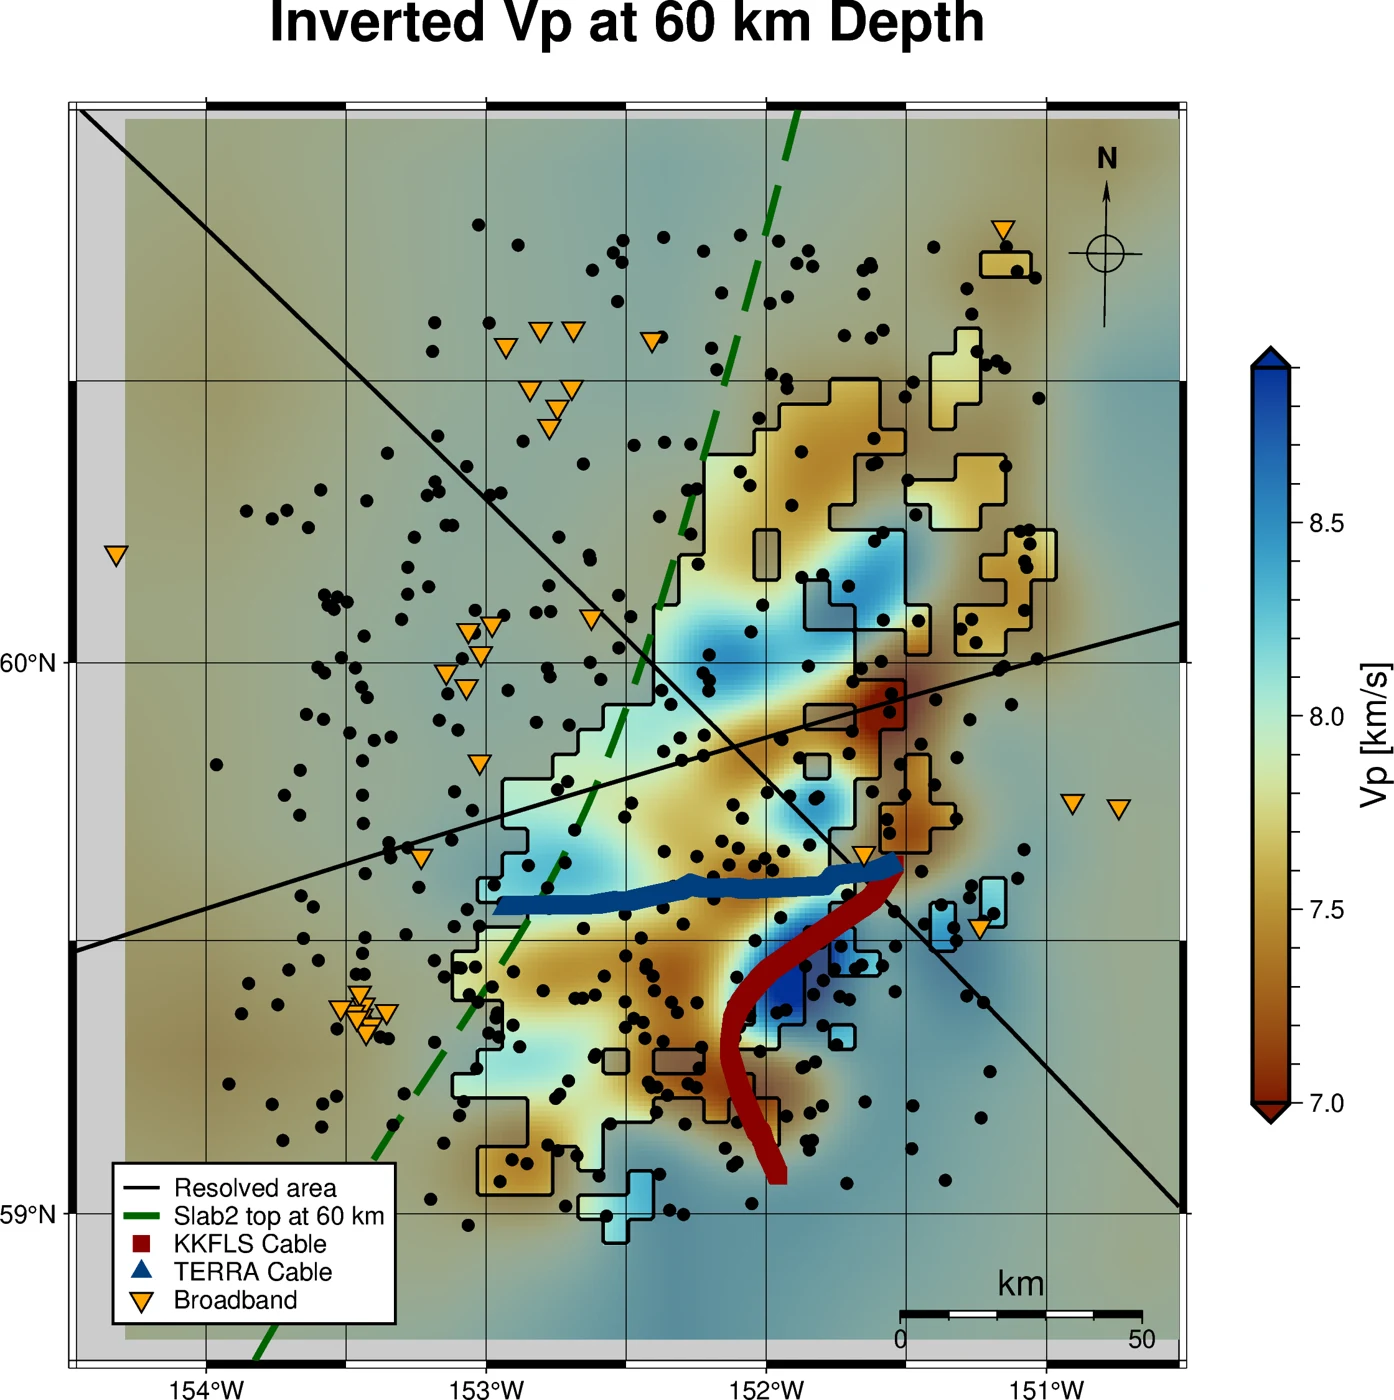 Inverted Vp at 60 km Depth
N
60°N
59°N
8.5
8.0
7.5
7.0
Vp [km/s]
Resolved area
Slab2 top at 60 km
KKFLS Cable
TERRA Cable
Broadband
km
0 50
154°W 153°W 152°W 151°W